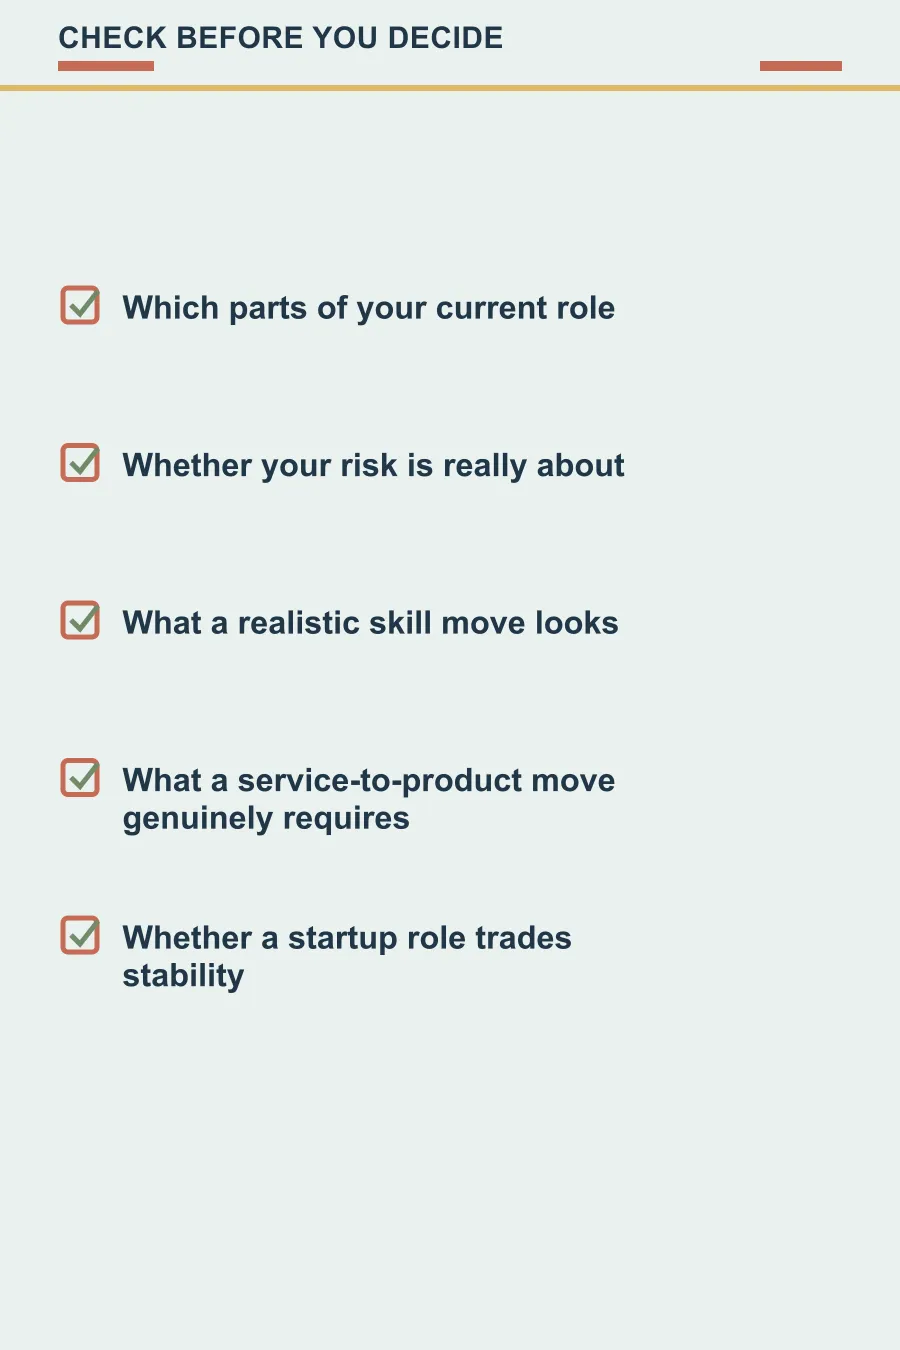 CHECK BEFORE YOU DECIDE
Which parts of your current role
Whether your risk is really about
What a realistic skill move looks
What a service-to-product move
genuinely requires
Whether a startup role trades
stability